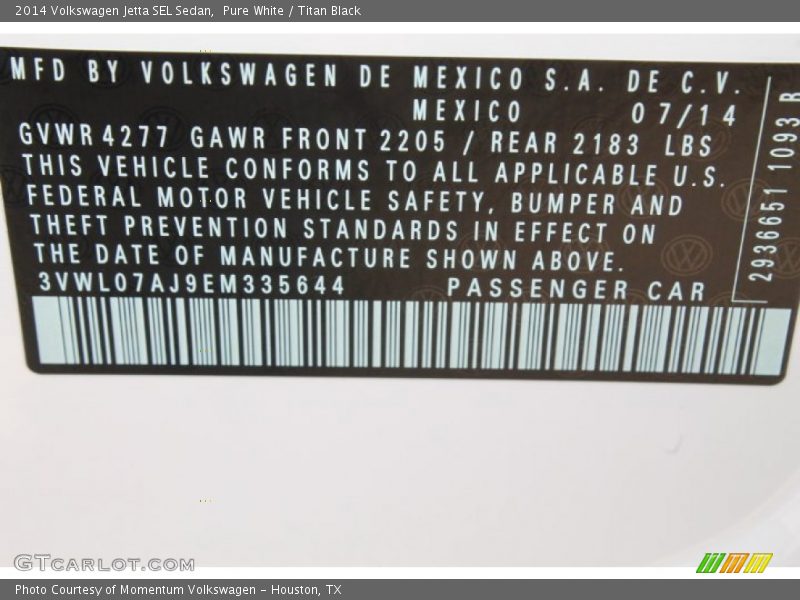 2014 Volkswagen Jetta SEL Sedan, Pure White / Titan Black
MFD BY VOLKSWAGEN DE MEXICO S.A. DE C.V.
MEXICO 07/14
GVWR 4277 GAWR FRONT 2205 / REAR 2183 LBS
THIS VEHICLE CONFORMS TO ALL APPLICABLE U.S.
FEDERAL MOTOR VEHICLE SAFETY, BUMPER AND
THEFT PREVENTION STANDARDS IN EFFECT ON
THE DATE OF MANUFACTURE SHOWN ABOVE.
3VWL07AJ9EM335644 PASSENGER CAR
2936651 1093 B
GTCARLOT.COM
Photo Courtesy of Momentum Volkswagen - Houston, TX